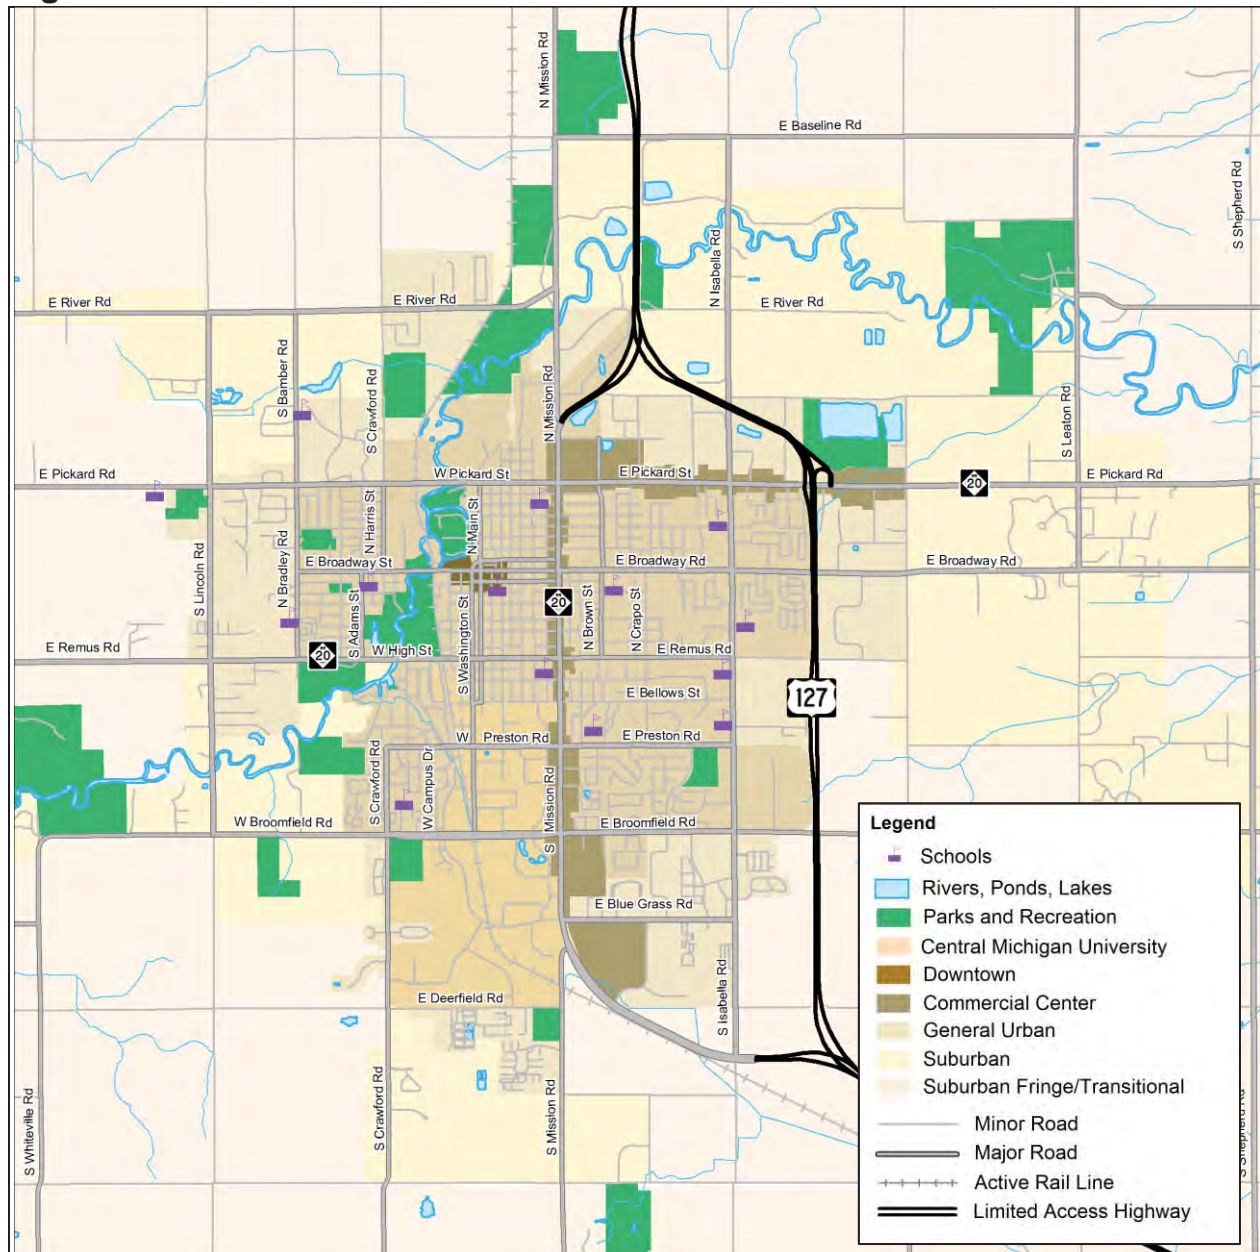 N Mission Rd
E Baseline Rd
S Shepherd Rd
N Isabella Rd
E River Rd
E River Rd
E River Rd
S Bamber Rd
S Crawford Rd
N Mission Rd
S Leaton Rd
E Pickard Rd
W Pickard St
E Pickard St
20
E Pickard Rd
N Harris St
N Main St
N Bradley Rd
S Lincoln Rd
E Broadway St
E Broadway Rd
E Broadway Rd
S Adams St
S Washington St
20
N Brown St
N Crapo St
E Remus Rd
20
W High St
E Remus Rd
E Bellows St
127
W Preston Rd
E Preston Rd
S Crawford Rd
W Campus Dr
S Mission Rd
W Broomfield Rd
E Broomfield Rd
E Blue Grass Rd
S Isabella Rd
E Deerfield Rd
S Whiteville Rd
S Crawford Rd
S Mission Rd
S Shepherd Rd
Legend
Schools
Rivers, Ponds, Lakes
Parks and Recreation
Central Michigan University
Downtown
Commercial Center
General Urban
Suburban
Suburban Fringe/Transitional
Minor Road
Major Road
Active Rail Line
Limited Access Highway